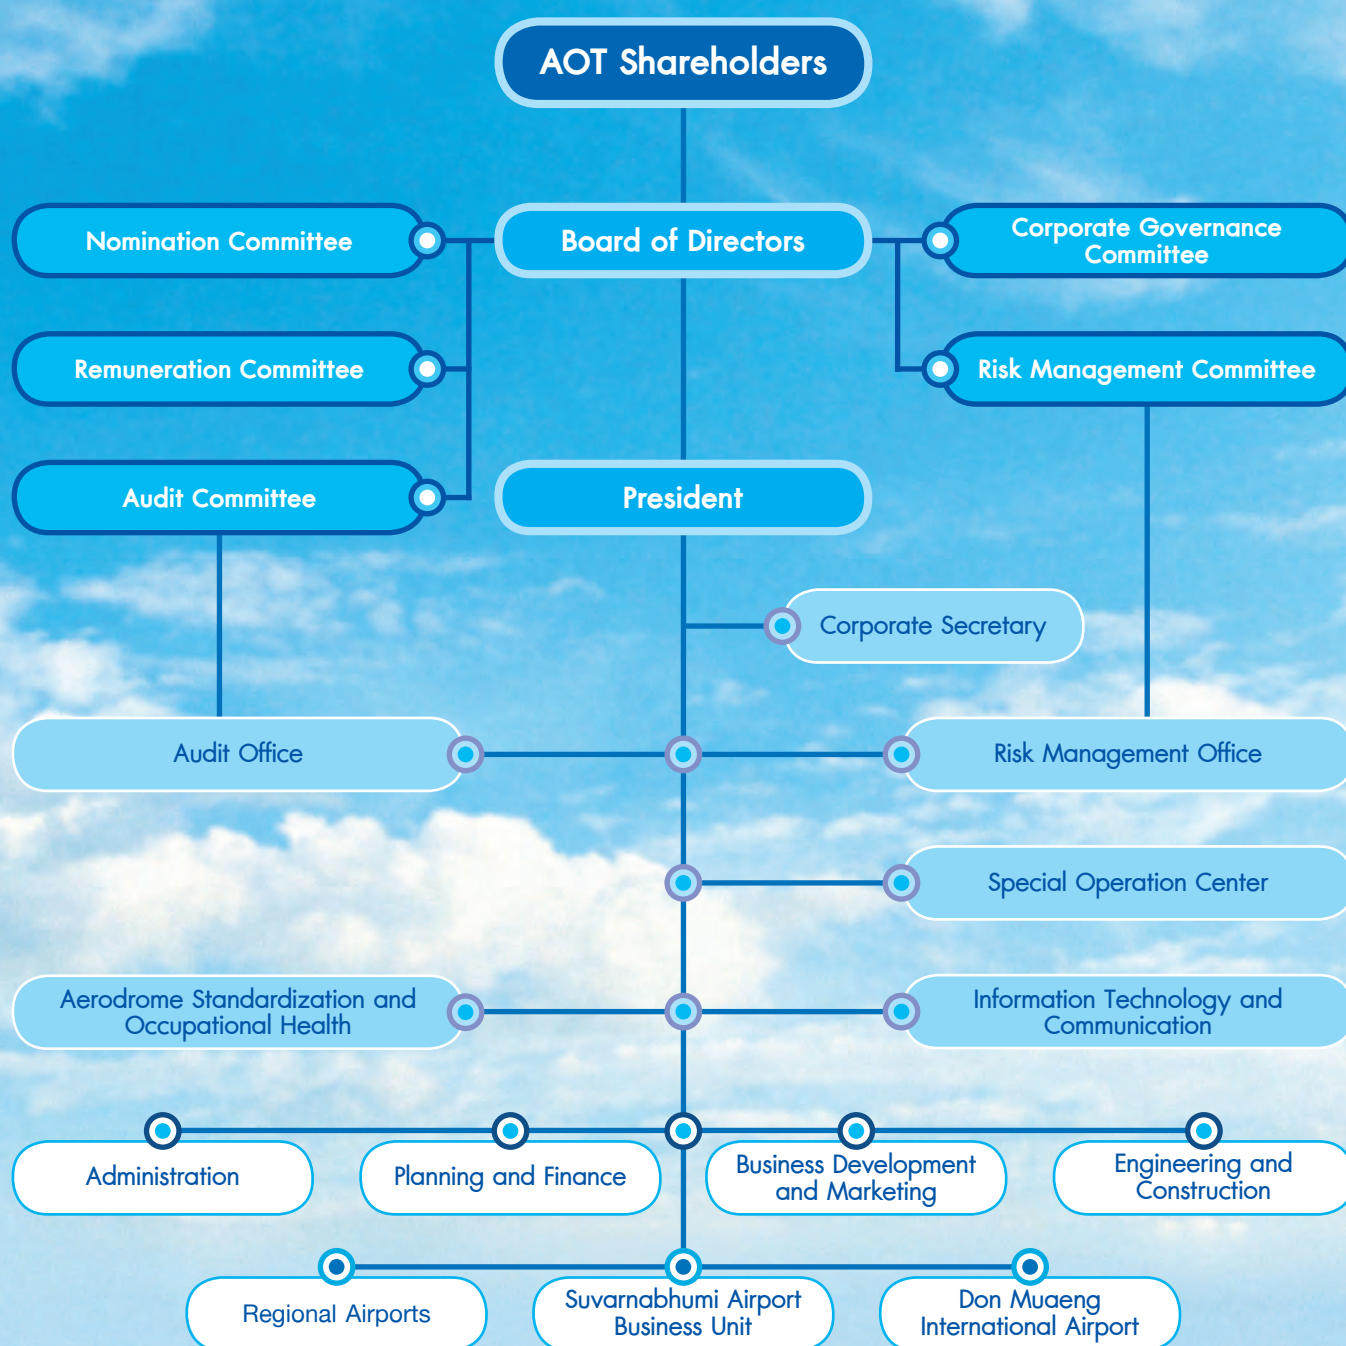 AOT Shareholders
Nomination Committee
Board of Directors
Corporate Governance
Committee
Remuneration Committee
Risk Management Committee
Audit Committee
President
Corporate Secretary
Audit Office
Risk Management Office
Special Operation Center
Aerodrome Standardization and
Occupational Health
Information Technology and
Communication
Administration
Planning and Finance
Business Development
and Marketing
Engineering and
Construction
Regional Airports
Suvarnabhumi Airport
Business Unit
Don Muaeng
International Airport